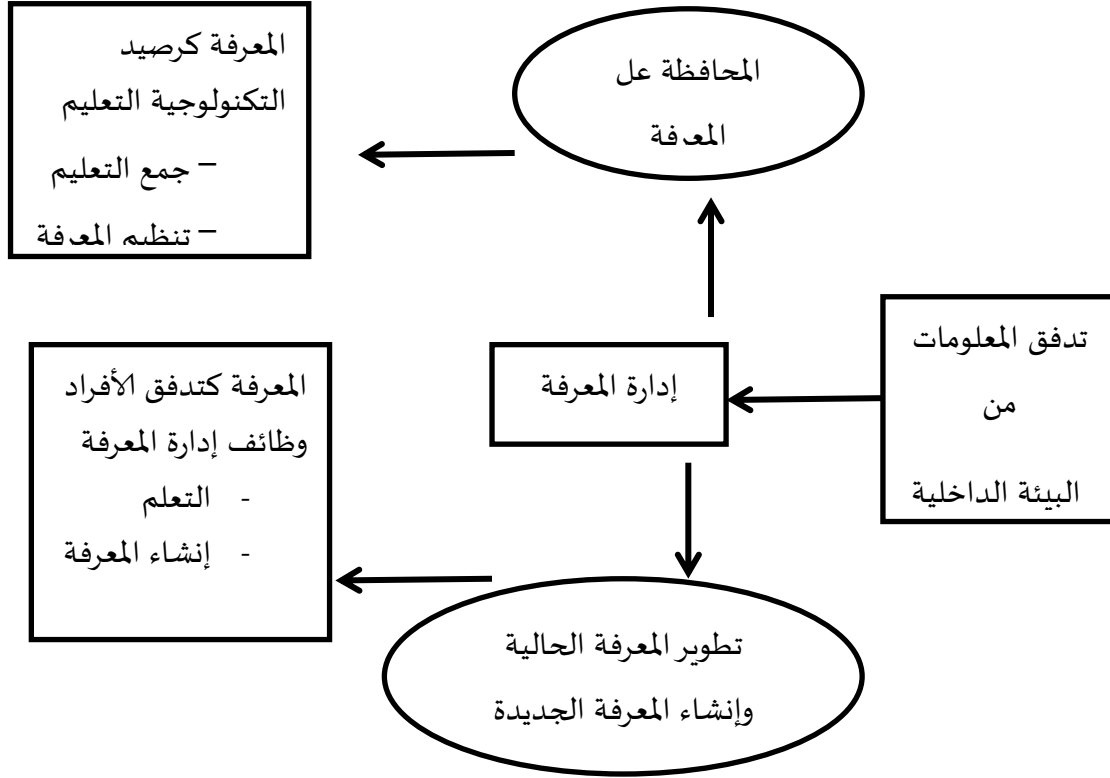 المحافظة عل
المعرفة
المعرفة كرصيد
التكنولوجية التعليم
– جمع التعليم
– تنظيم المعرفة
تدفق المعلومات
من
البيئة الداخلية
إدارة المعرفة
المعرفة كتدفق الأفراد
وظائف إدارة المعرفة
- التعلم
- إنشاء المعرفة
تطوير المعرفة الحالية
وإنشاء المعرفة الجديدة